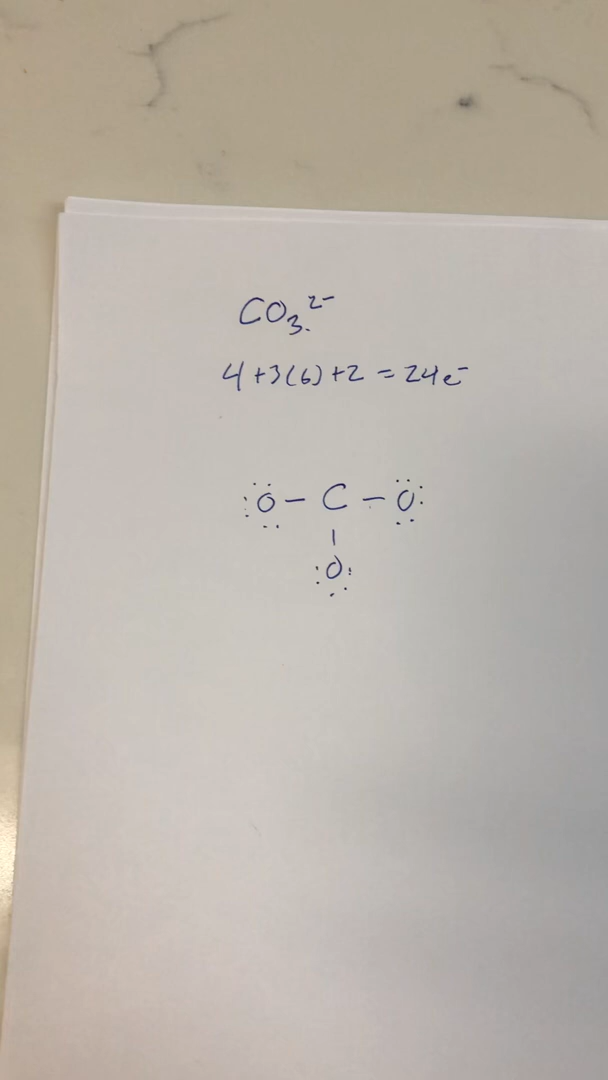 CO₃.²⁻
4+3(6)+2 = 24e⁻
:Ö̤ – C – Ö̤:
|
:O̤: